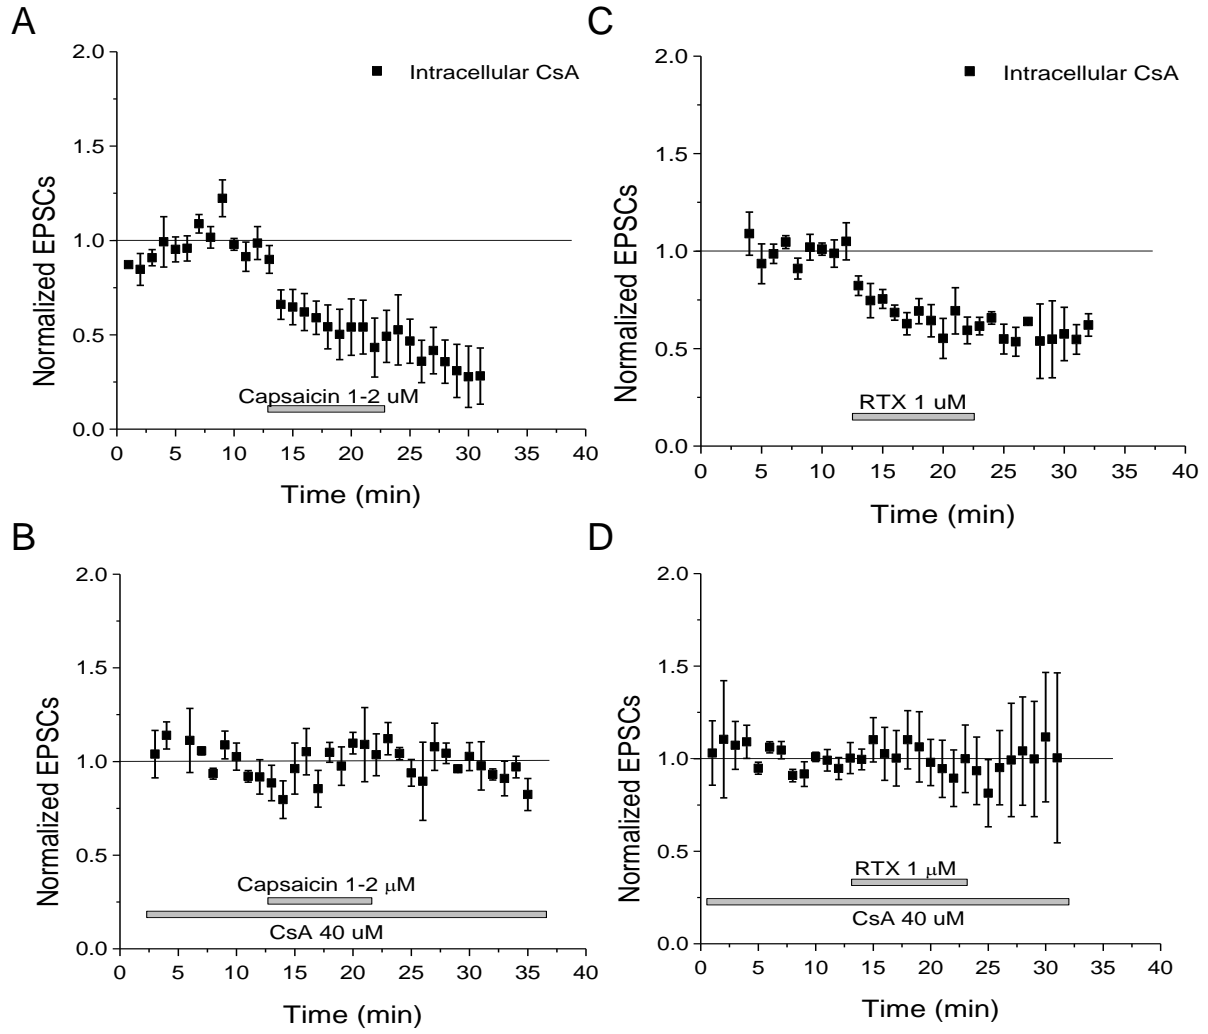 A
2.0
1.5
1.0
0.5
0.0
Normalized EPSCs
Intracellular CsA
Capsaicin 1-2 uM
0 5 10 15 20 25 30 35 40
Time (min)
C
2.0
1.5
1.0
0.5
0.0
Normalized EPSCs
Intracellular CsA
RTX 1 uM
0 5 10 15 20 25 30 35 40
Time (min)
B
2.0
1.5
1.0
0.5
0.0
Normalized EPSCs
Capsaicin 1-2 μM
CsA 40 uM
0 5 10 15 20 25 30 35 40
Time (min)
D
2.0
1.5
1.0
0.5
0.0
Normalized EPSCs
RTX 1 μM
CsA 40 uM
0 5 10 15 20 25 30 35 40
Time (min)